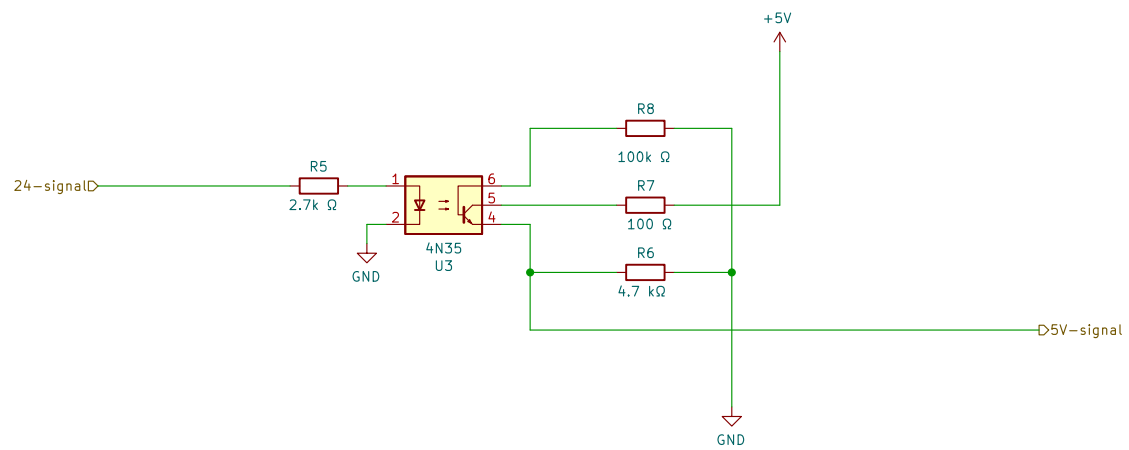 +5V
R8
100k Ω
24-signal
R5
2.7k Ω
1
2
6
5
4
R7
100 Ω
4N35
U3
GND
R6
4.7 kΩ
5V-signal
GND